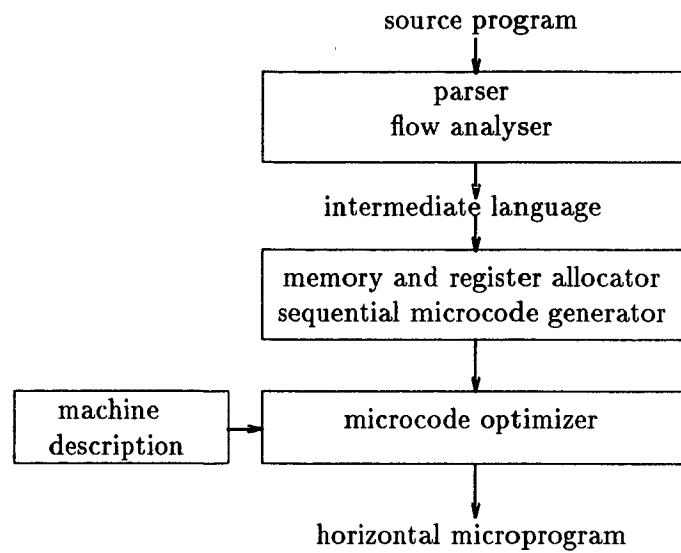 source program
parser
flow analyser
intermediate language
memory and register allocator
sequential microcode generator
machine
description
microcode optimizer
horizontal microprogram